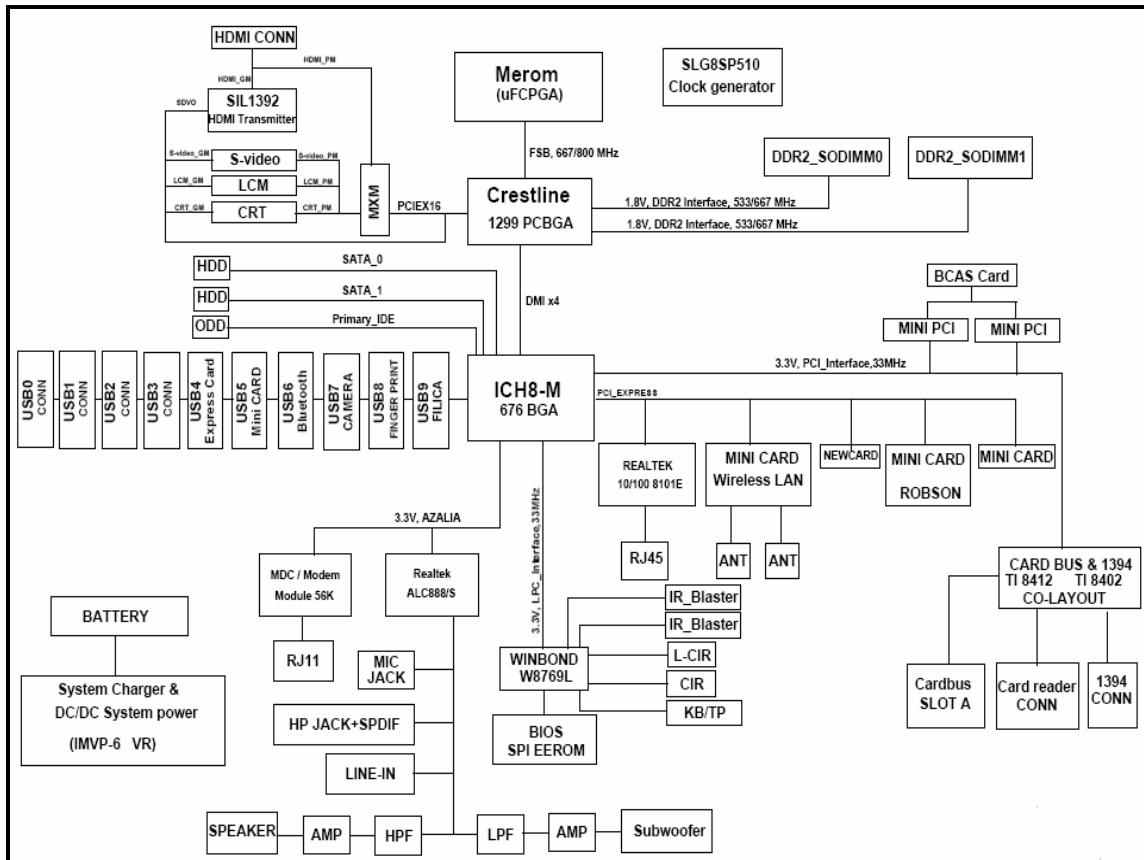 HDMI CONN
HDMI_PM
HDMI_GM
SDVO
SIL1392
HDMI Transmitter
S-video_GM
S-video
S-video_PM
LCM_GM
LCM
LCM_PM
CRT_GM
CRT
CRT_PM
MXM
PCIEX16
Merom
(uFCPGA)
SLG8SP510
Clock generator
FSB, 667/800 MHz
DDR2_SODIMM0
DDR2_SODIMM1
Crestline
1299 PCBGA
1.8V, DDR2 Interface, 533/667 MHz
1.8V, DDR2 Interface, 533/667 MHz
HDD
SATA_0
HDD
SATA_1
ODD
Primary_IDE
DMI x4
BCAS Card
MINI PCI
MINI PCI
3.3V, PCI_Interface,33MHz
USB0
CONN
USB1
CONN
USB2
CONN
USB3
CONN
USB4
Express Card
USB5
Mini CARD
USB6
Bluetooth
USB7
CAMERA
USB8
FINGER PRINT
USB9
FILICA
ICH8-M
676 BGA
PCI_EXPRESS
REALTEK
10/100 8101E
MINI CARD
Wireless LAN
NEWCARD
MINI CARD
ROBSON
MINI CARD
RJ45
ANT
ANT
3.3V, AZALIA
3.3V, LPC_Interface,33MHz
MDC / Modem
Module 56K
Realtek
ALC888/S
CARD BUS & 1394
TI 8412 TI 8402
CO-LAYOUT
BATTERY
RJ11
MIC
JACK
WINBOND
W8769L
IR_Blaster
IR_Blaster
L-CIR
CIR
KB/TP
System Charger &
DC/DC System power
(IMVP-6 VR)
HP JACK+SPDIF
BIOS
SPI EEROM
Cardbus
SLOT A
Card reader
CONN
1394
CONN
LINE-IN
SPEAKER
AMP
HPF
LPF
AMP
Subwoofer